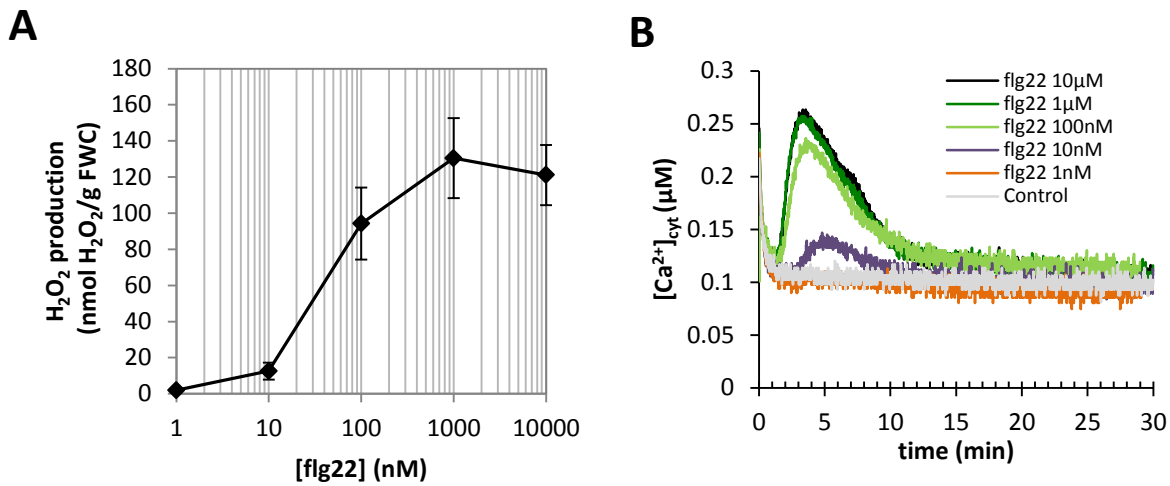 A
H₂O₂ production
(nmol H₂O₂/g FWC)
180
160
140
120
100
80
60
40
20
0
1 10 100 1000 10000
[flg22] (nM)
B
[Ca²⁺]cyt (µM)
0.3
0.25
0.2
0.15
0.1
0.05
0
flg22 10µM
flg22 1µM
flg22 100nM
flg22 10nM
flg22 1nM
Control
0 5 10 15 20 25 30
time (min)